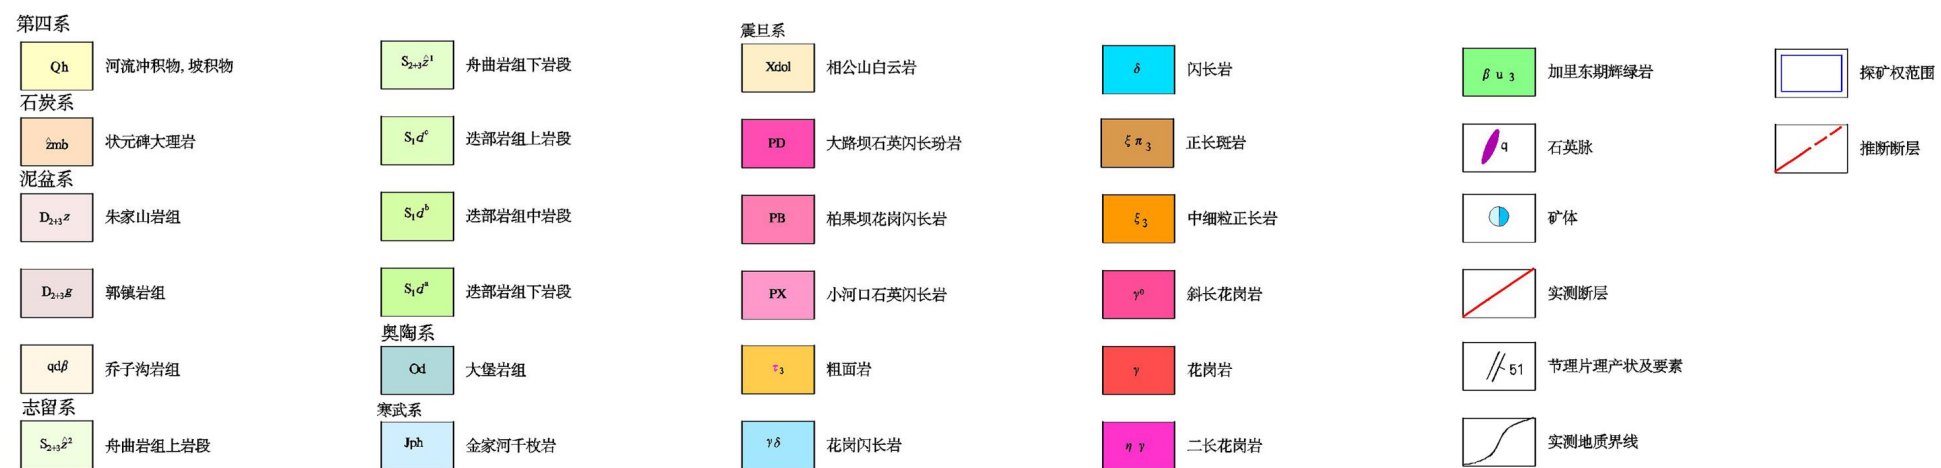 第四系
Qh 河流冲积物, 坡积物
石炭系
ẑmb 状元碑大理岩
泥盆系
D₂₊₃z 朱家山岩组
D₂₊₃g 郭镇岩组
qdβ 乔子沟岩组
志留系
S₂₊₃ẑ² 舟曲岩组上岩段
S₂₊₃ẑ¹ 舟曲岩组下岩段
S₁dᶜ 迭部岩组上岩段
S₁dᵇ 迭部岩组中岩段
S₁dᵃ 迭部岩组下岩段
奥陶系
Od 大堡岩组
寒武系
Jph 金家河千枚岩
震旦系
Xdol 相公山白云岩
PD 大路坝石英闪长玢岩
PB 柏果坝花岗闪长岩
PX 小河口石英闪长岩
τ₃ 粗面岩
γδ 花岗闪长岩
δ 闪长岩
ξπ₃ 正长斑岩
ξ₃ 中细粒正长岩
γ⁰ 斜长花岗岩
γ 花岗岩
ηγ 二长花岗岩
βu₃ 加里东期辉绿岩
q 石英脉
矿体
实测断层
51 节理片理产状及要素
实测地质界线
探矿权范围
推断断层